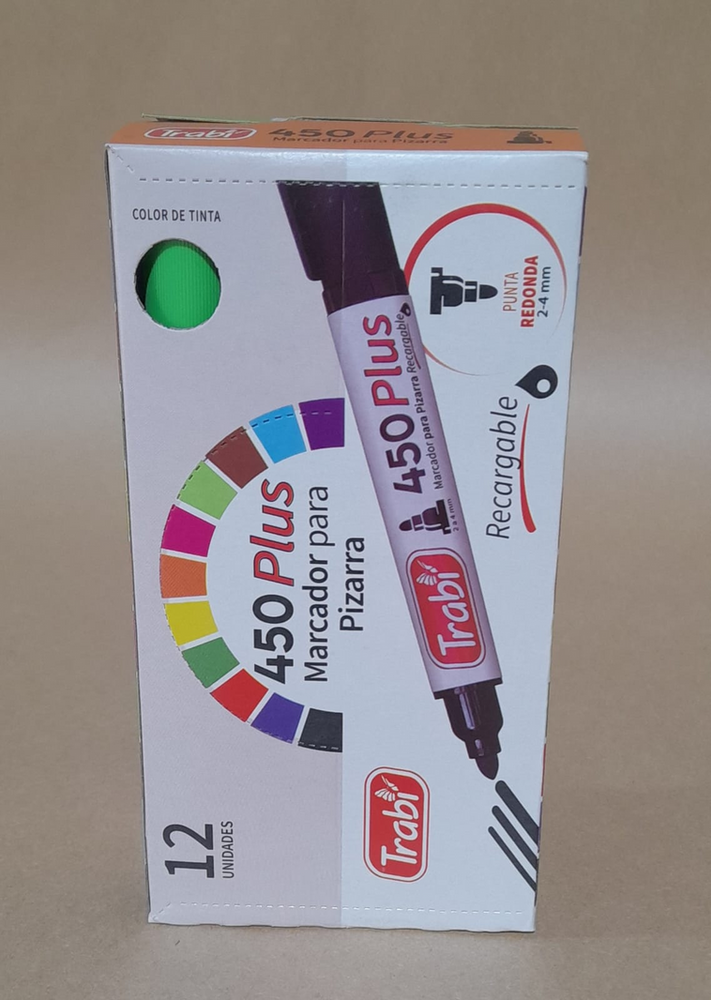 Trabi
450 Plus
Marcador para Pizarra
COLOR DE TINTA
PUNTA
REDONDA
2-4 mm
Recargable
450 Plus
Marcador para Pizarra Recargable
2 a 4 mm
Trabi
450 Plus
Marcador para
Pizarra
12
UNIDADES
Trabi